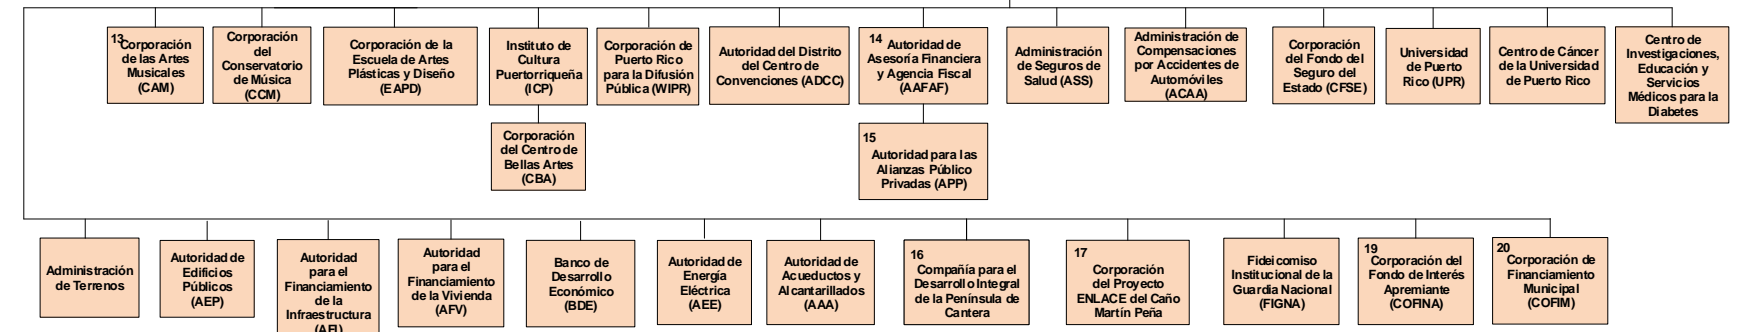 13
Corporación
de las Artes
Musicales
(CAM)
Corporación
del
Conservatorio
de Música
(CCM)
Corporación de la
Escuela de Artes
Plásticas y Diseño
(EAPD)
Instituto de
Cultura
Puertorriqueña
(ICP)
Corporación de
Puerto Rico
para la Difusión
Pública (WIPR)
Autoridad del Distrito
del Centro de
Convenciones (ADCC)
14 Autoridad de
Asesoría Financiera
y Agencia Fiscal
(AAFAF)
Administración
de Seguros de
Salud (ASS)
Administración de
Compensaciones
por Accidentes de
Automóviles
(ACAA)
Corporación
del Fondo del
Seguro del
Estado (CFSE)
Universidad
de Puerto
Rico (UPR)
Centro de Cáncer
de la Universidad
de Puerto Rico
Centro de
Investigaciones,
Educación y
Servicios
Médicos para la
Diabetes
Corporación
del Centro de
Bellas Artes
(CBA)
15
Autoridad para las
Alianzas Público
Privadas (APP)
Administración
de Terrenos
Autoridad de
Edificios
Públicos
(AEP)
Autoridad
para el
Financiamiento
de la
Infraestructura
(AFI)
Autoridad
para el
Financiamiento
de la Vivienda
(AFV)
Banco de
Desarrollo
Económico
(BDE)
Autoridad de
Energía
Eléctrica
(AEE)
Autoridad de
Acueductos y
Alcantarillados
(AAA)
16
Compañía para el
Desarrollo Integral
de la Península de
Cantera
17
Corporación
del Proyecto
ENLACE del Caño
Martín Peña
Fideicomiso
Institucional de la
Guardia Nacional
(FIGNA)
19
Corporación del
Fondo de Interés
Apremiante
(COFINA)
20
Corporación de
Financiamiento
Municipal
(COFIM)